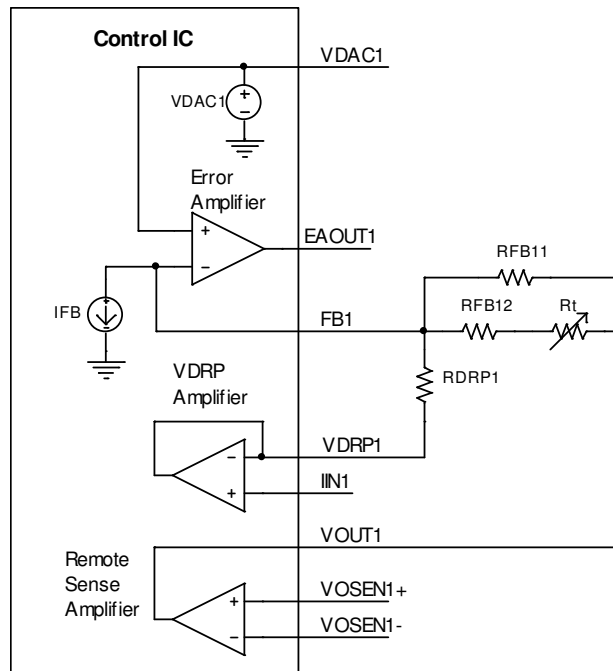 Control IC
VDAC1
VDAC1
+
−
Error
Amplifier
+
−
EAOUT1
RFB11
RFB12
Rt
IFB
+
−
FB1
RDRP1
VDRP
Amplifier
−
+
VDRP1
IIN1
VOUT1
Remote
Sense
Amplifier
+
−
VOSEN1+
VOSEN1-